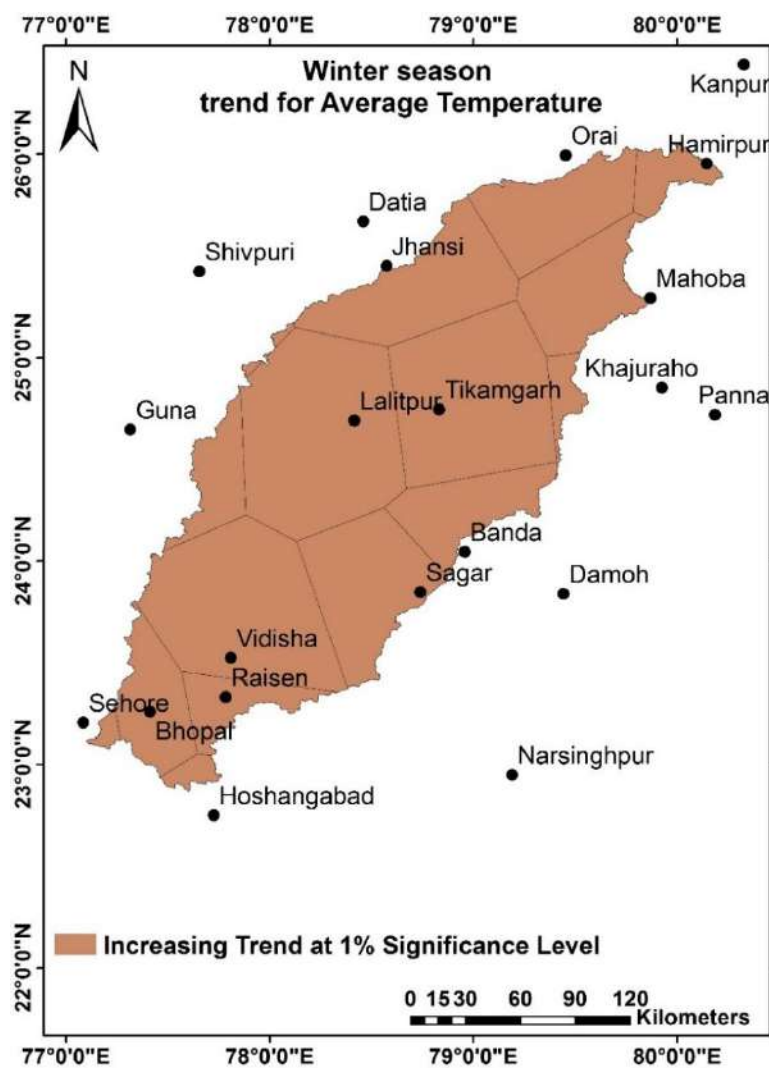 77°0'0"E 78°0'0"E 79°0'0"E 80°0'0"E
N
Winter season
trend for Average Temperature
Kanpur
Orai
Hamirpur
26°0'0"N
Datia
Jhansi
Shivpuri
Mahoba
25°0'0"N
Khajuraho
Panna
Tikamgarh
Lalitpur
Guna
Banda
24°0'0"N
Sagar
Damoh
Vidisha
Raisen
Sehore
Bhopal
23°0'0"N
Narsinghpur
Hoshangabad
Increasing Trend at 1% Significance Level
22°0'0"N
0 15 30 60 90 120
Kilometers
77°0'0"E 78°0'0"E 79°0'0"E 80°0'0"E